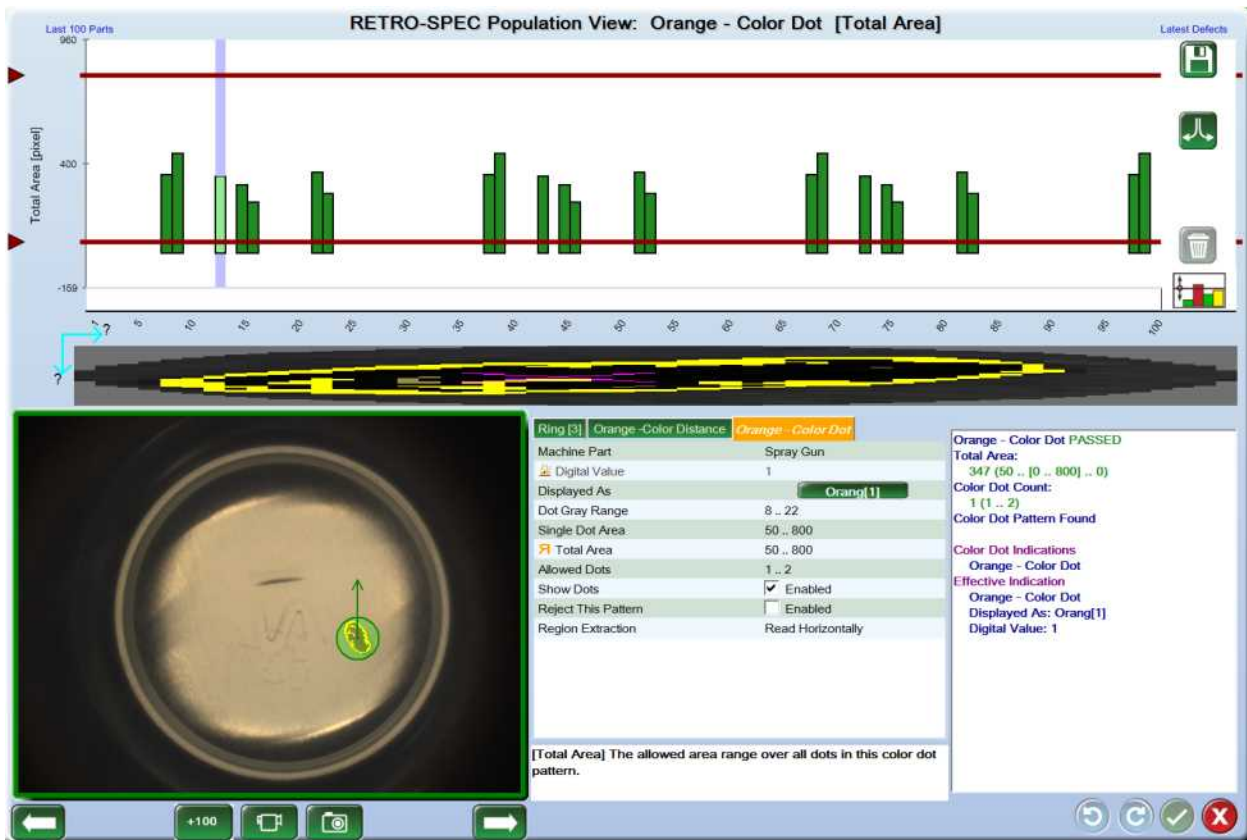 RETRO-SPEC Population View: Orange - Color Dot [Total Area]
Last 100 Parts
Latest Defects
960
Total Area [pixel]
400
-159
1 5 10 15 20 25 30 35 40 45 50 55 60 65 70 75 80 85 90 95 100
?
?
Ring [3] Orange -Color Distance Orange - Color Dot
Machine Part Spray Gun
Digital Value 1
Displayed As Orang[1]
Dot Gray Range 8 .. 22
Single Dot Area 50 .. 800
Я Total Area 50 .. 800
Allowed Dots 1 .. 2
Show Dots Enabled
Reject This Pattern Enabled
Region Extraction Read Horizontally
[Total Area] The allowed area range over all dots in this color dot
pattern.
Orange - Color Dot PASSED
Total Area:
347 (50 .. [0 .. 800] .. 0)
Color Dot Count:
1 (1 .. 2)
Color Dot Pattern Found
Color Dot Indications
Orange - Color Dot
Effective Indication
Orange - Color Dot
Displayed As: Orang[1]
Digital Value: 1
+100